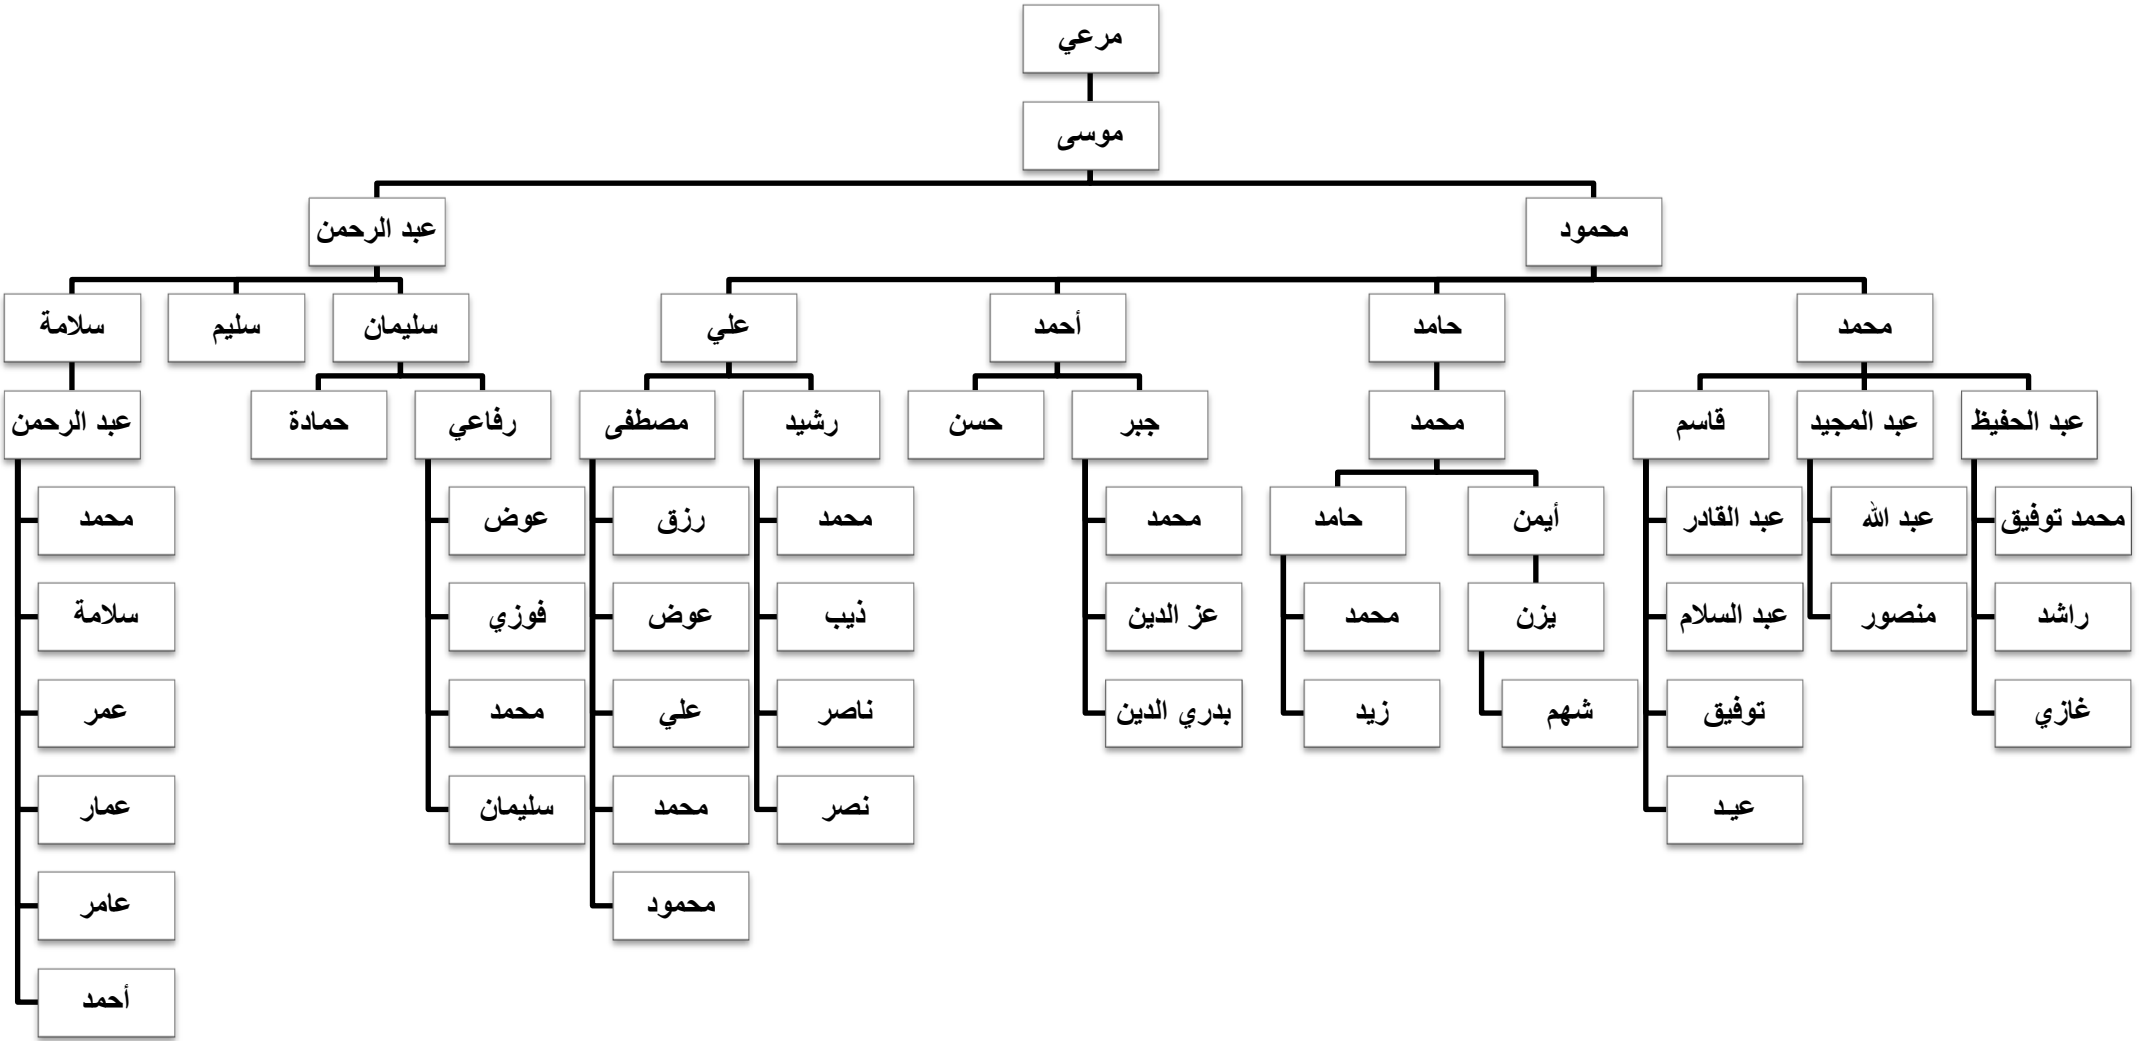 مرعي
موسى
محمود
عبد الرحمن
محمد
حامد
أحمد
علي
سليمان
سليم
سلامة
عبد الحفيظ
عبد المجيد
قاسم
محمد
جبر
حسن
رشيد
مصطفى
رفاعي
حمادة
عبد الرحمن
محمد توفيق
عبد الله
عبد القادر
أيمن
حامد
محمد
محمد
رزق
عوض
محمد
راشد
منصور
عبد السلام
يزن
محمد
عز الدين
ذيب
عوض
فوزي
سلامة
غازي
توفيق
شهم
زيد
بدري الدين
ناصر
علي
محمد
عمر
عيد
نصر
محمد
سليمان
عمار
محمود
عامر
أحمد